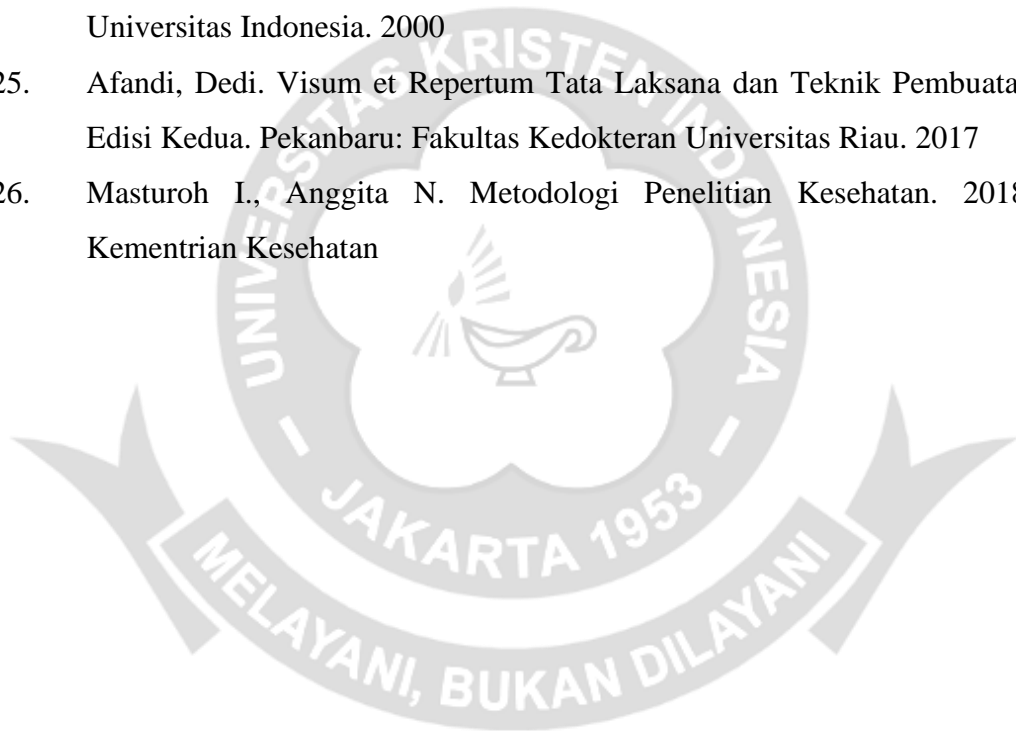 Universitas Indonesia. 2000
25. Afandi, Dedi. Visum et Repertum Tata Laksana dan Teknik Pembuata
Edisi Kedua. Pekanbaru: Fakultas Kedokteran Universitas Riau. 2017
26. Masturoh I., Anggita N. Metodologi Penelitian Kesehatan. 2018
Kementrian Kesehatan
UNIVERSITAS KRISTEN INDONESIA
JAKARTA 1953
MELAYANI, BUKAN DILAYANI